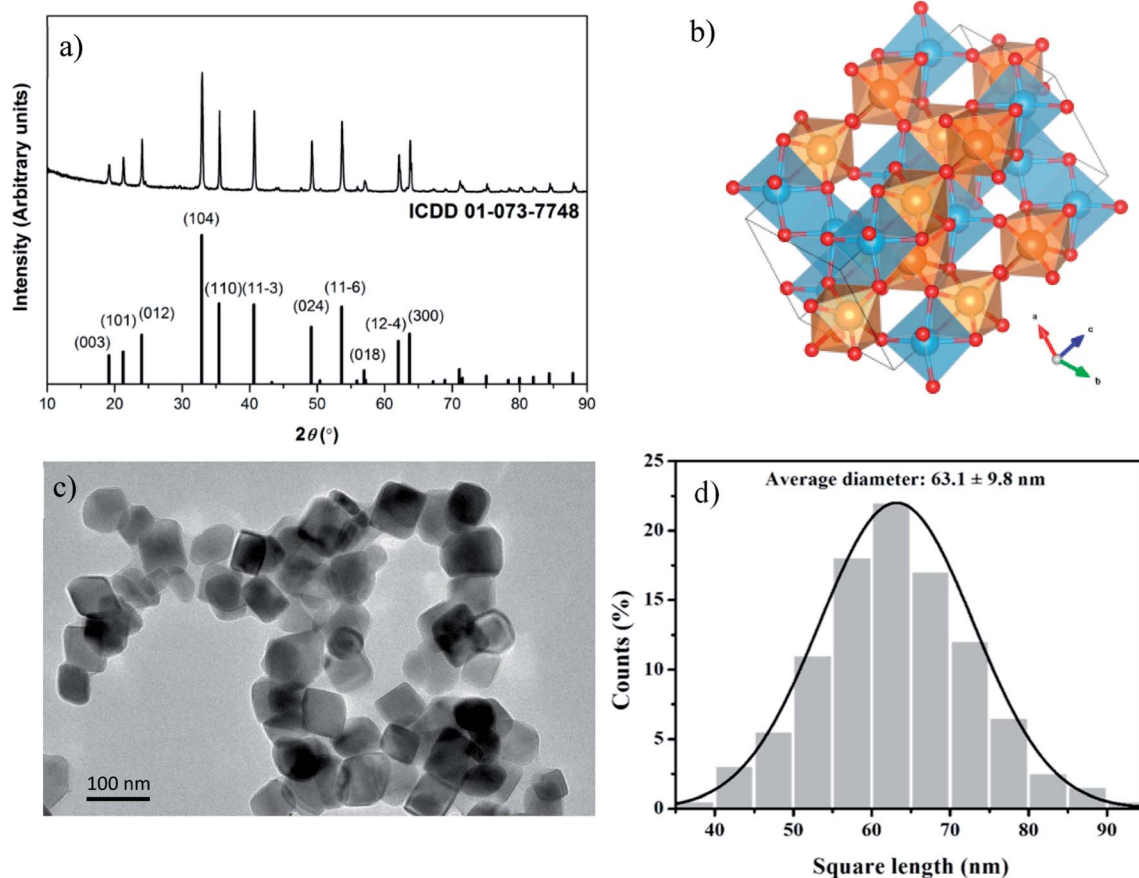 a)
Intensity (Arbitrary units)
ICDD 01-073-7748
(104)
(003)
(101)
(012)
(110)(11-3)
(024)
(11-6)
(018)
(12-4)
(300)
10 20 30 40 50 60 70 80 90
2θ (°)
b)
a
c
b
c)
100 nm
d)
Average diameter: 63.1 ± 9.8 nm
Counts (%)
25
20
15
10
5
0
40 50 60 70 80 90
Square length (nm)